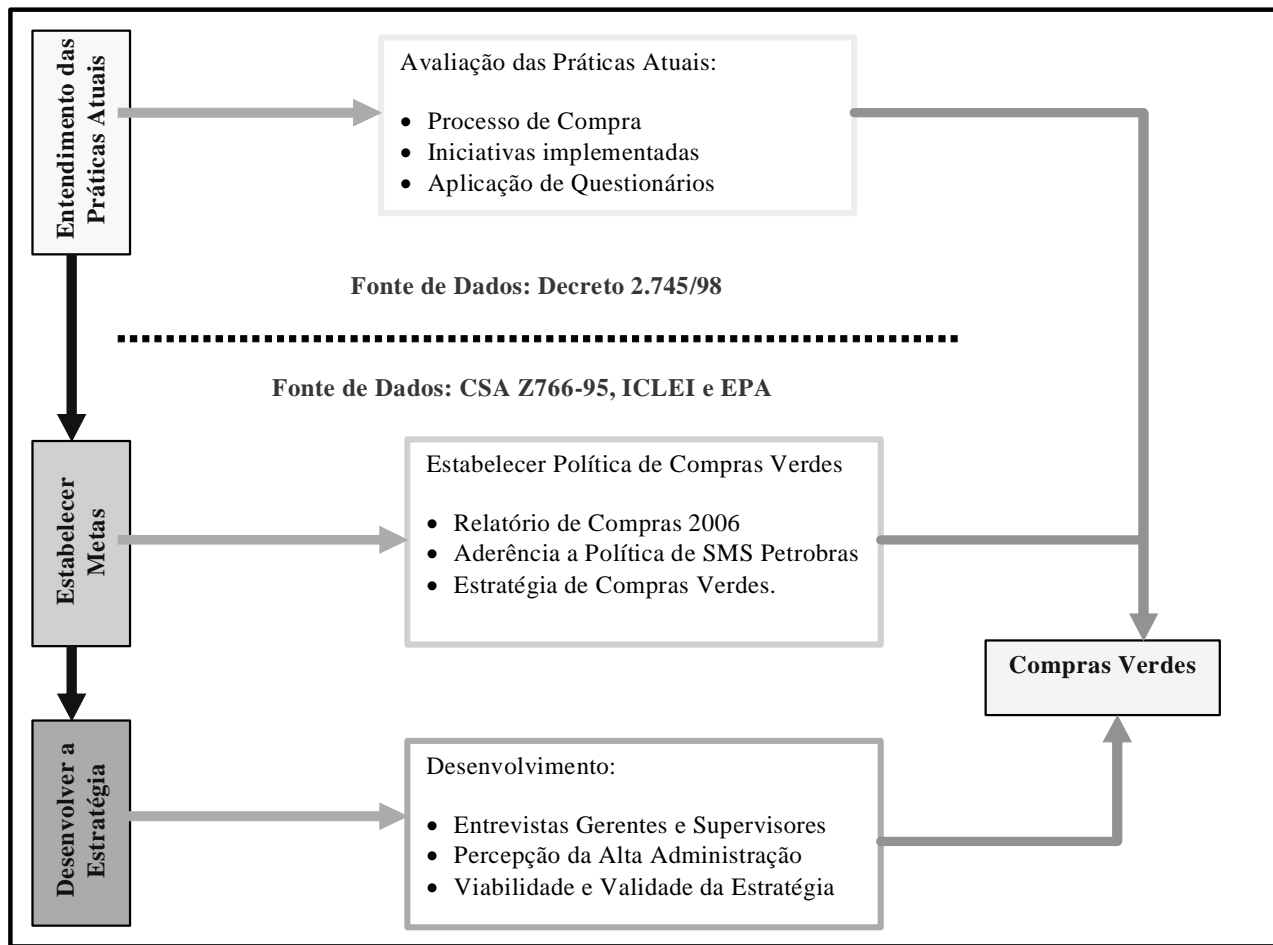 Entendimento das
Práticas Atuais
Avaliação das Práticas Atuais:
• Processo de Compra
• Iniciativas implementadas
• Aplicação de Questionários
Fonte de Dados: Decreto 2.745/98
Fonte de Dados: CSA Z766-95, ICLEI e EPA
Estabelecer
Metas
Estabelecer Política de Compras Verdes
• Relatório de Compras 2006
• Aderência a Política de SMS Petrobras
• Estratégia de Compras Verdes.
Compras Verdes
Desenvolver a
Estratégia
Desenvolvimento:
• Entrevistas Gerentes e Supervisores
• Percepção da Alta Administração
• Viabilidade e Validade da Estratégia